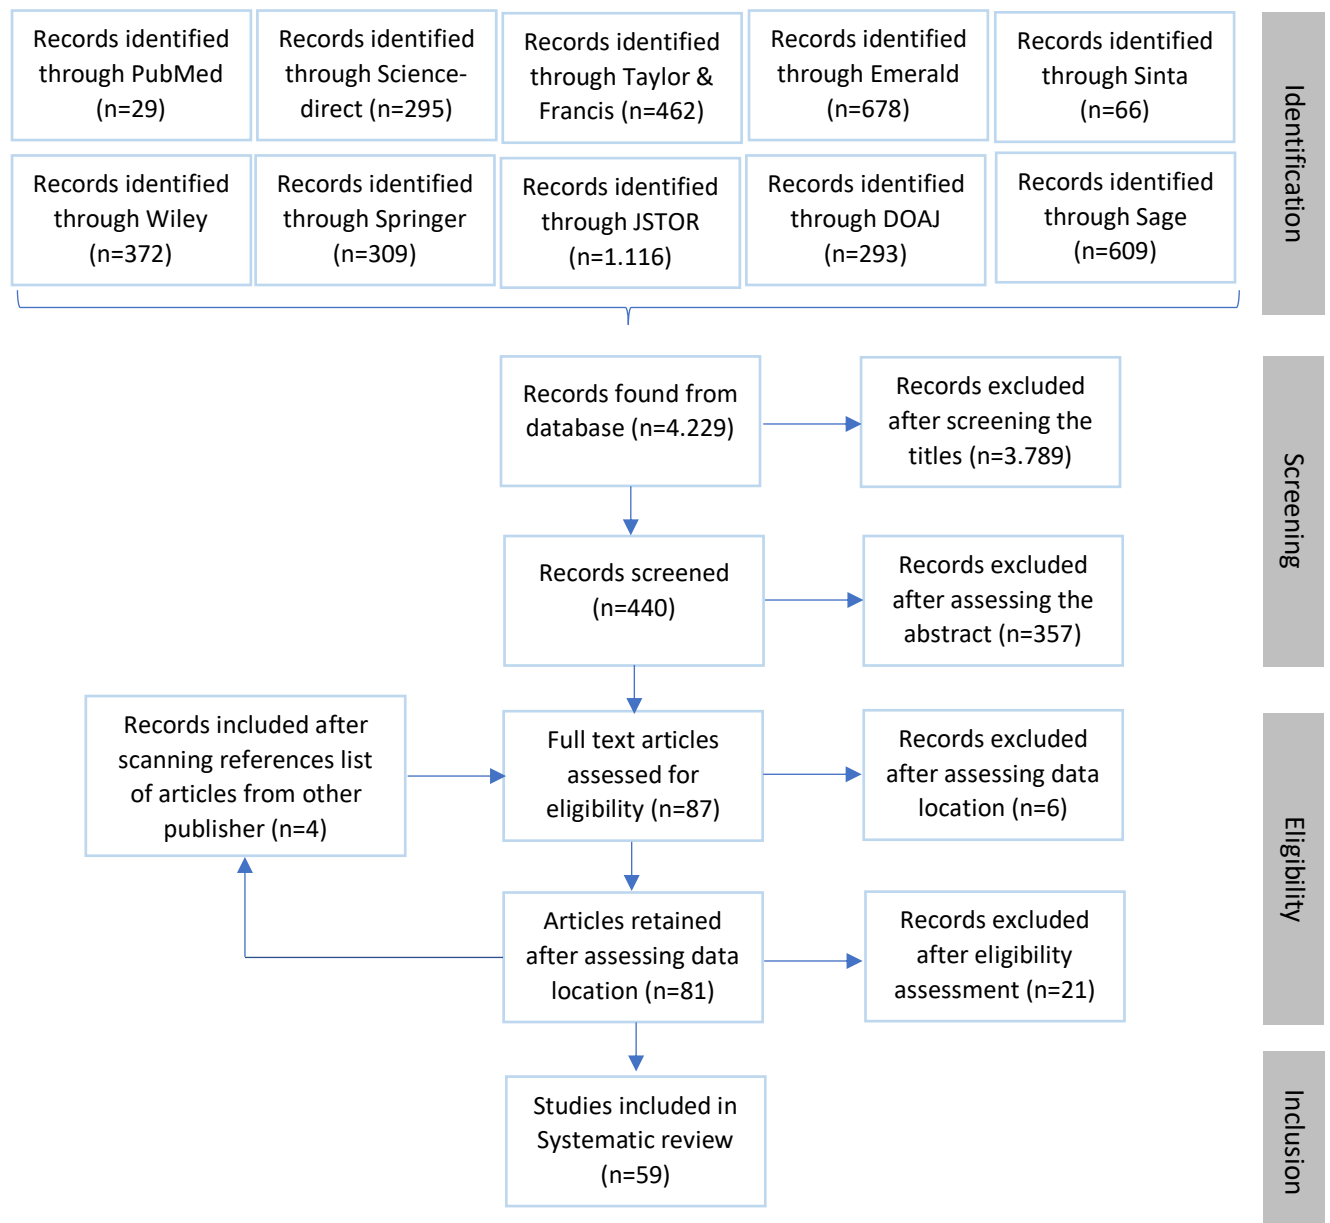 Records identified
through PubMed
(n=29)
Records identified
through Science-
direct (n=295)
Records identified
through Taylor &
Francis (n=462)
Records identified
through Emerald
(n=678)
Records identified
through Sinta
(n=66)
Identification
Records identified
through Wiley
(n=372)
Records identified
through Springer
(n=309)
Records identified
through JSTOR
(n=1.116)
Records identified
through DOAJ
(n=293)
Records identified
through Sage
(n=609)
Records found from
database (n=4.229)
Records excluded
after screening the
titles (n=3.789)
Screening
Records screened
(n=440)
Records excluded
after assessing the
abstract (n=357)
Records included after
scanning references list
of articles from other
publisher (n=4)
Full text articles
assessed for
eligibility (n=87)
Records excluded
after assessing data
location (n=6)
Eligibility
Articles retained
after assessing data
location (n=81)
Records excluded
after eligibility
assessment (n=21)
Studies included in
Systematic review
(n=59)
Inclusion